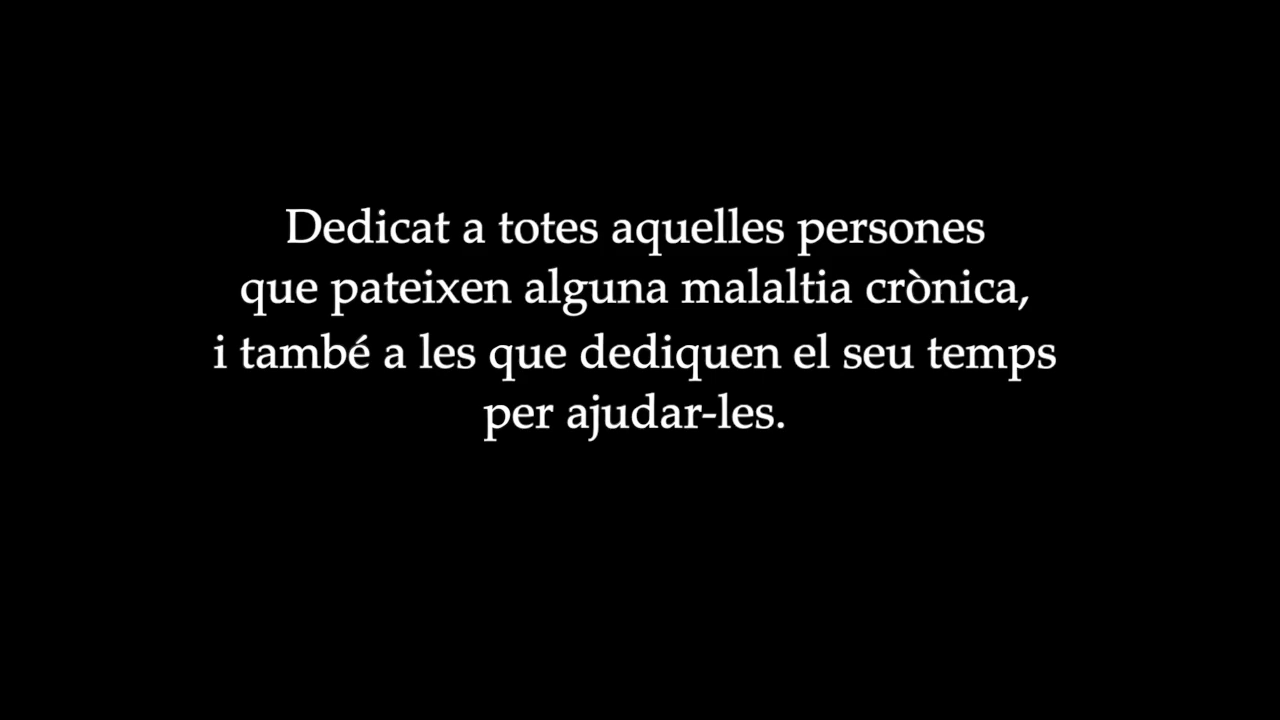 Dedicat a totes aquelles persones
que pateixen alguna malaltia crònica,
i també a les que dediquen el seu temps
per ajudar-les.